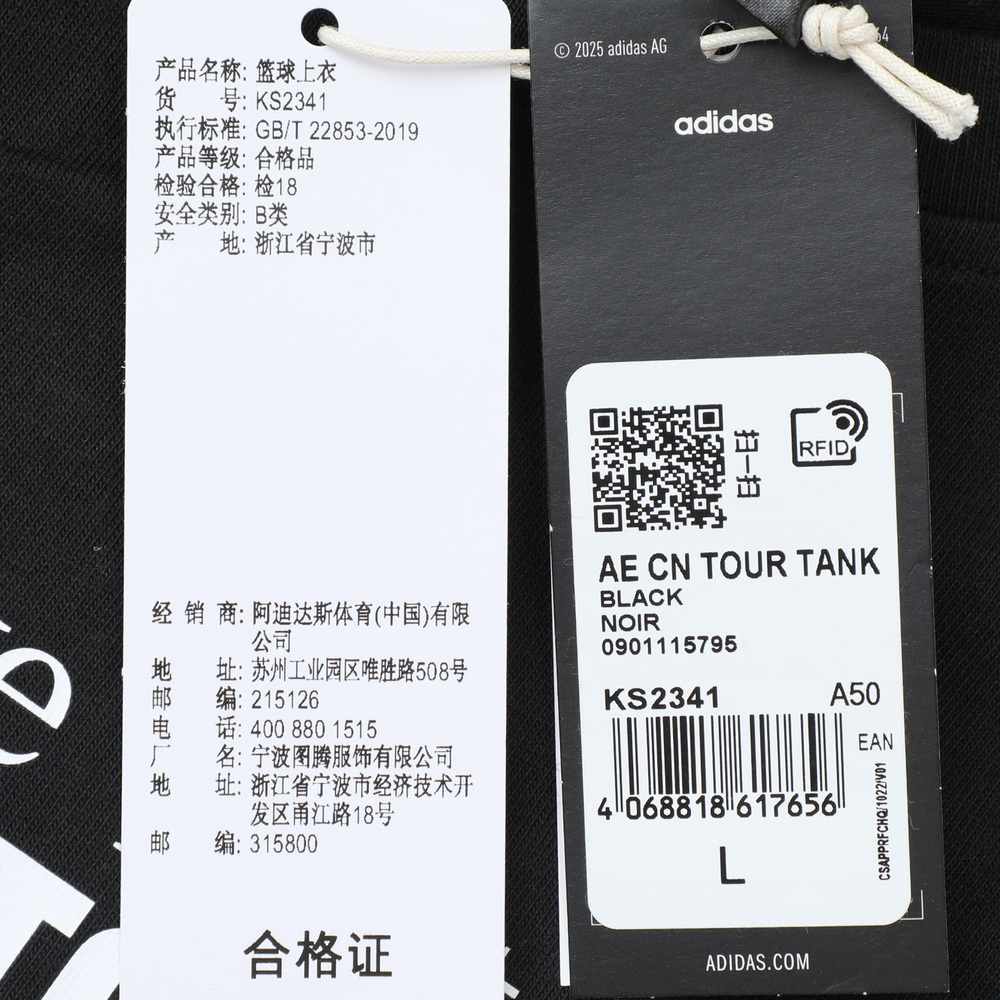 产品名称: 篮球上衣
货 号: KS2341
执行标准: GB/T 22853-2019
产品等级: 合格品
检验合格: 检18
安全类别: B类
产 地: 浙江省宁波市
经 销 商: 阿迪达斯体育(中国)有限
公司
地 址: 苏州工业园区唯胜路508号
邮 编: 215126
电 话: 400 880 1515
厂 名: 宁波图腾服饰有限公司
地 址: 浙江省宁波市经济技术开
发区甬江路18号
邮 编: 315800
合格证
© 2025 adidas AG
64
adidas
RFID
AE CN TOUR TANK
BLACK
NOIR
0901115795
KS2341 A50
EAN
4 068818 617656
CSAPPRFCHQ/1022/V01
L
ADIDAS.COM